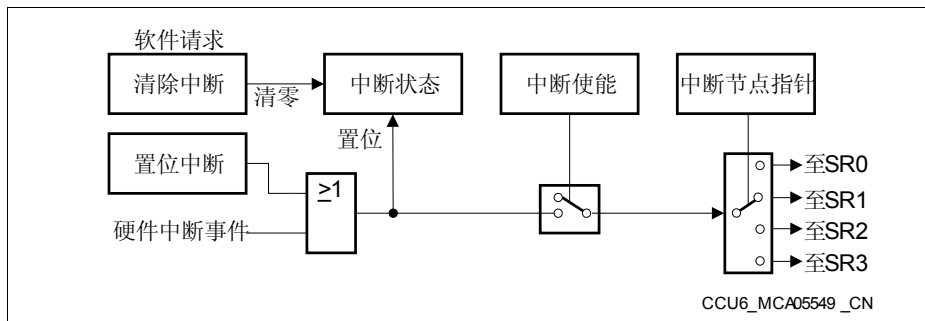 软件请求
清除中断
清零
中断状态
中断使能
中断节点指针
置位
置位中断
≥1
硬件中断事件
至SR0
至SR1
至SR2
至SR3
CCU6_MCA05549 _CN